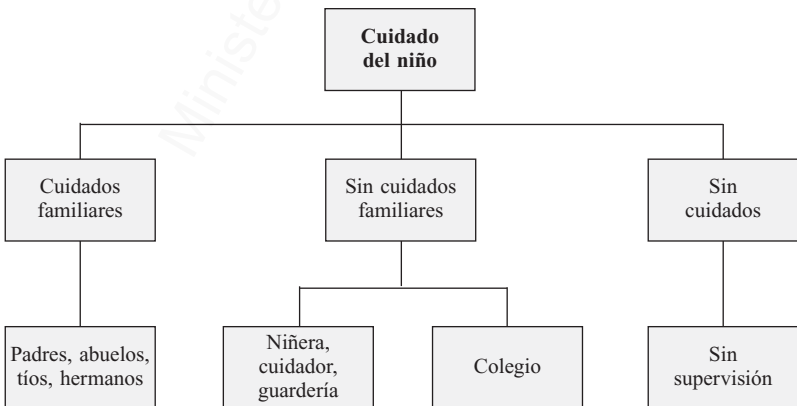 Ministe
Cuidado
del niño
Cuidados
familiares
Sin cuidados
familiares
Sin
cuidados
Padres, abuelos,
tíos, hermanos
Niñera,
cuidador,
guardería
Colegio
Sin
supervisión